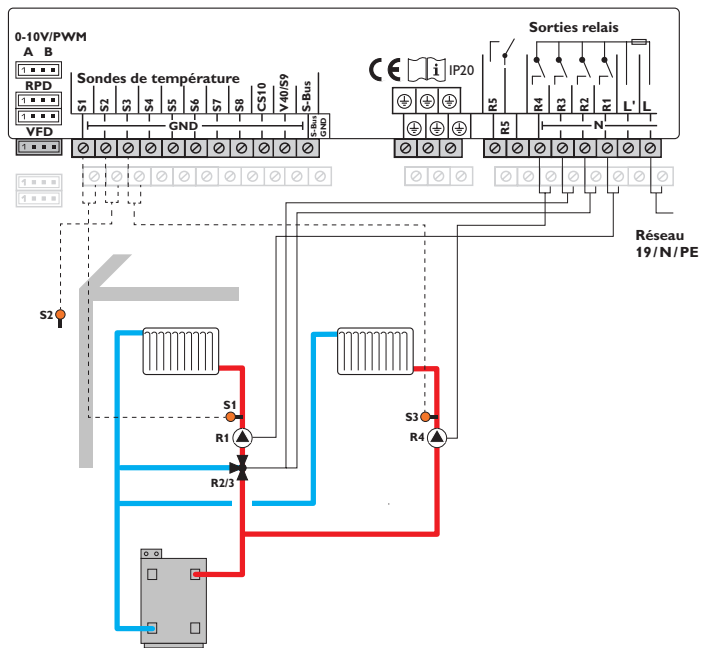 Sorties relais
0-10V/PWM
A B
RPD
VFD
Sondes de température
S1 S2 S3 S4 S5 S6 S7 S8 CS10 V40/S9 S-Bus
GND
S-Bus
GND
CE i IP20
R5 R4 R3 R2 R1 L' L
R5
N
Réseau
19/N/PE
S2
S1
R1
R2/3
S3
R4